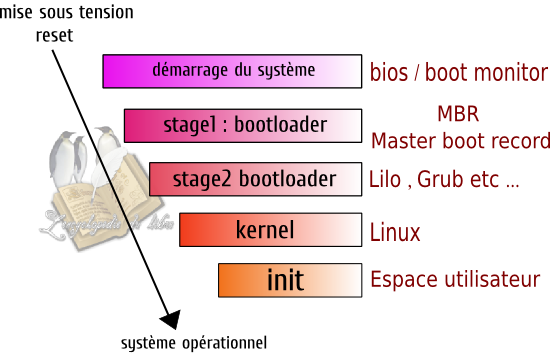 mise sous tension
reset
démarrage du système
bios / boot monitor
stage1 : bootloader
MBR
Master boot record
stage2 bootloader
Lilo , Grub etc ...
kernel
Linux
init
Espace utilisateur
système opérationnel